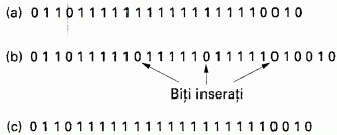 (a) 0 1 1 0 1 1 1 1 1 1 1 1 1 1 1 1 1 1 1 1 0 0 1 0
(b) 0 1 1 0 1 1 1 1 1 0 1 1 1 1 1 0 1 1 1 1 1 0 1 0 0 1 0
Biți inserați
(c) 0 1 1 0 1 1 1 1 1 1 1 1 1 1 1 1 1 1 1 1 0 0 1 0